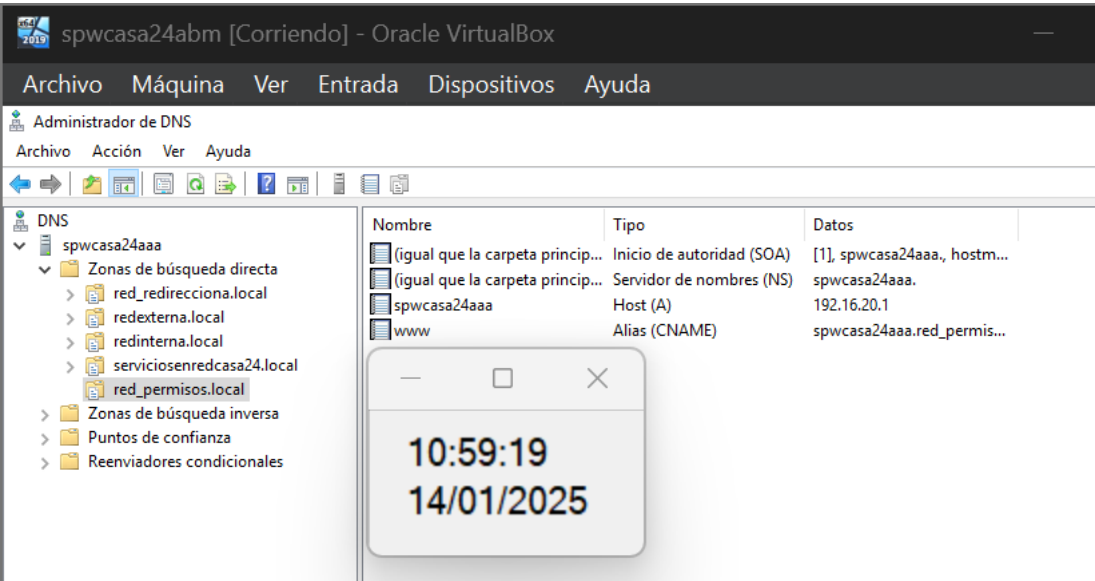 x64
2019
spwcasa24abm [Corriendo] - Oracle VirtualBox
Archivo Máquina Ver Entrada Dispositivos Ayuda
Administrador de DNS
Archivo Acción Ver Ayuda
DNS
spwcasa24aaa
Zonas de búsqueda directa
red_redirecciona.local
redexterna.local
redinterna.local
serviciosenredcasa24.local
red_permisos.local
Zonas de búsqueda inversa
Puntos de confianza
Reenviadores condicionales
Nombre Tipo Datos
(igual que la carpeta princip... Inicio de autoridad (SOA) [1], spwcasa24aaa., hostm...
(igual que la carpeta princip... Servidor de nombres (NS) spwcasa24aaa.
spwcasa24aaa Host (A) 192.16.20.1
www Alias (CNAME) spwcasa24aaa.red_permis...
10:59:19
14/01/2025